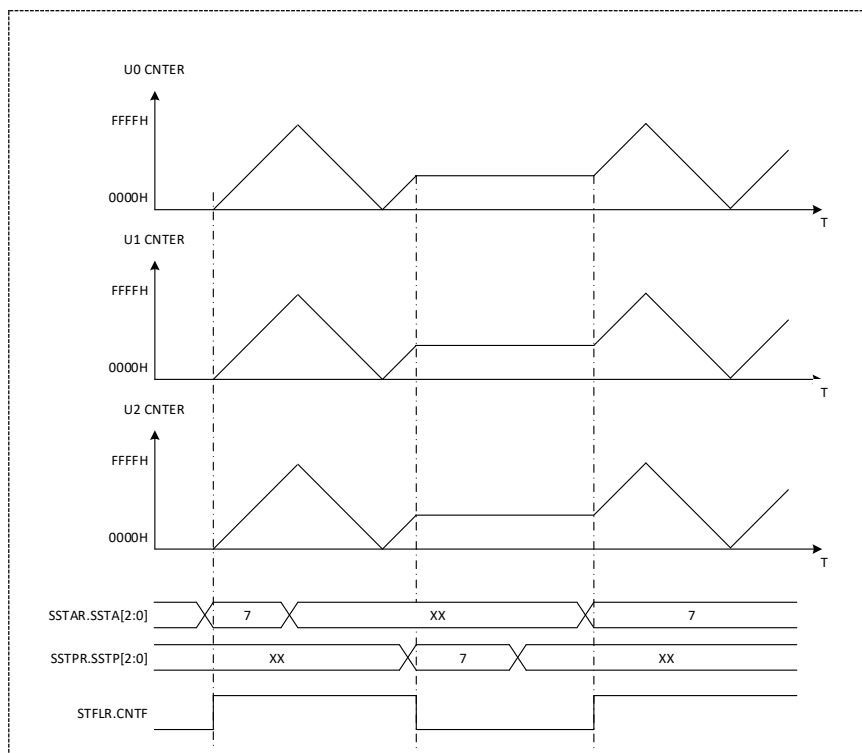 U0 CNTER
FFFFH
0000H
T
U1 CNTER
FFFFH
0000H
T
U2 CNTER
FFFFH
0000H
T
SSTAR.SSTA[2:0] 7 XX 7
SSTPR.SSTP[2:0] XX 7 XX
STFLR.CNTF